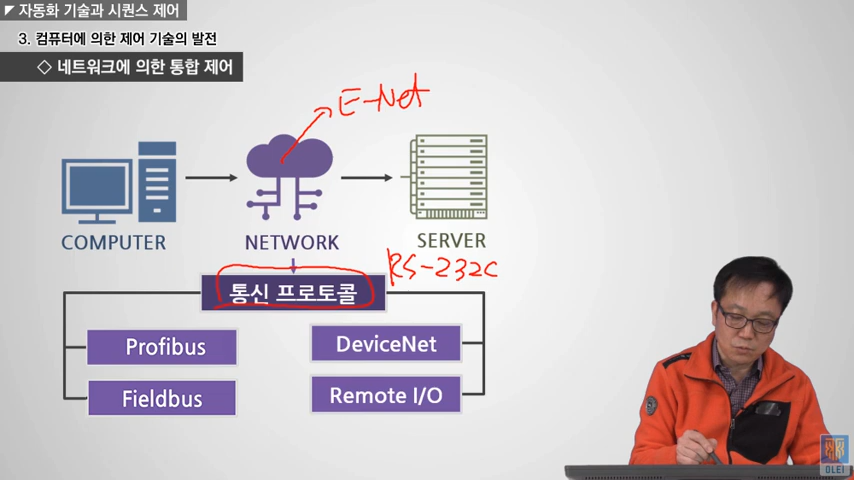 ◤ 자동화 기술과 시퀀스 제어
3. 컴퓨터에 의한 제어 기술의 발전
◇ 네트워크에 의한 통합 제어
E-Net
COMPUTER
NETWORK
SERVER
RS-232C
통신 프로토콜
Profibus
DeviceNet
Fieldbus
Remote I/O
OLEI